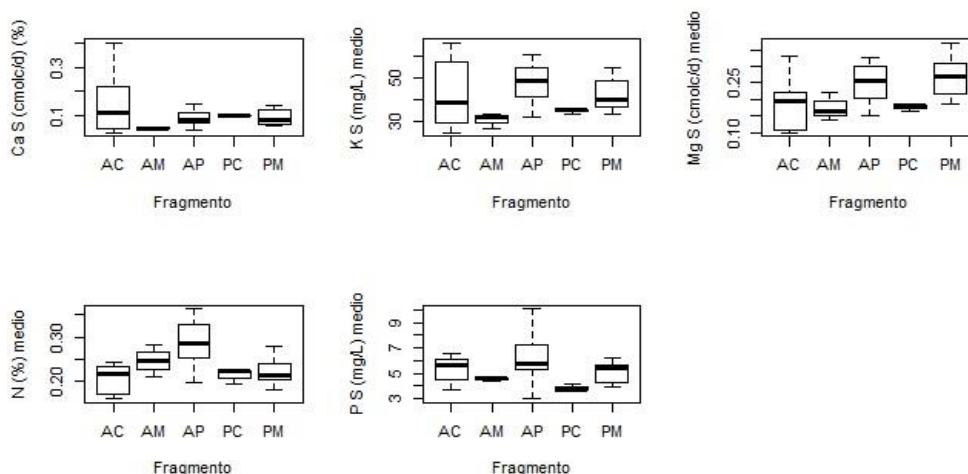 Ca S (cmolc/d) (%)
0.1
0.3
AC AM AP PC PM
Fragmento
K S (mg/L) medio
30
50
AC AM AP PC PM
Fragmento
Mg S (cmolc/d) medio
0.10
0.25
AC AM AP PC PM
Fragmento
N (%) medio
0.20
0.30
AC AM AP PC PM
Fragmento
P S (mg/L) medio
3
5
7
9
AC AM AP PC PM
Fragmento